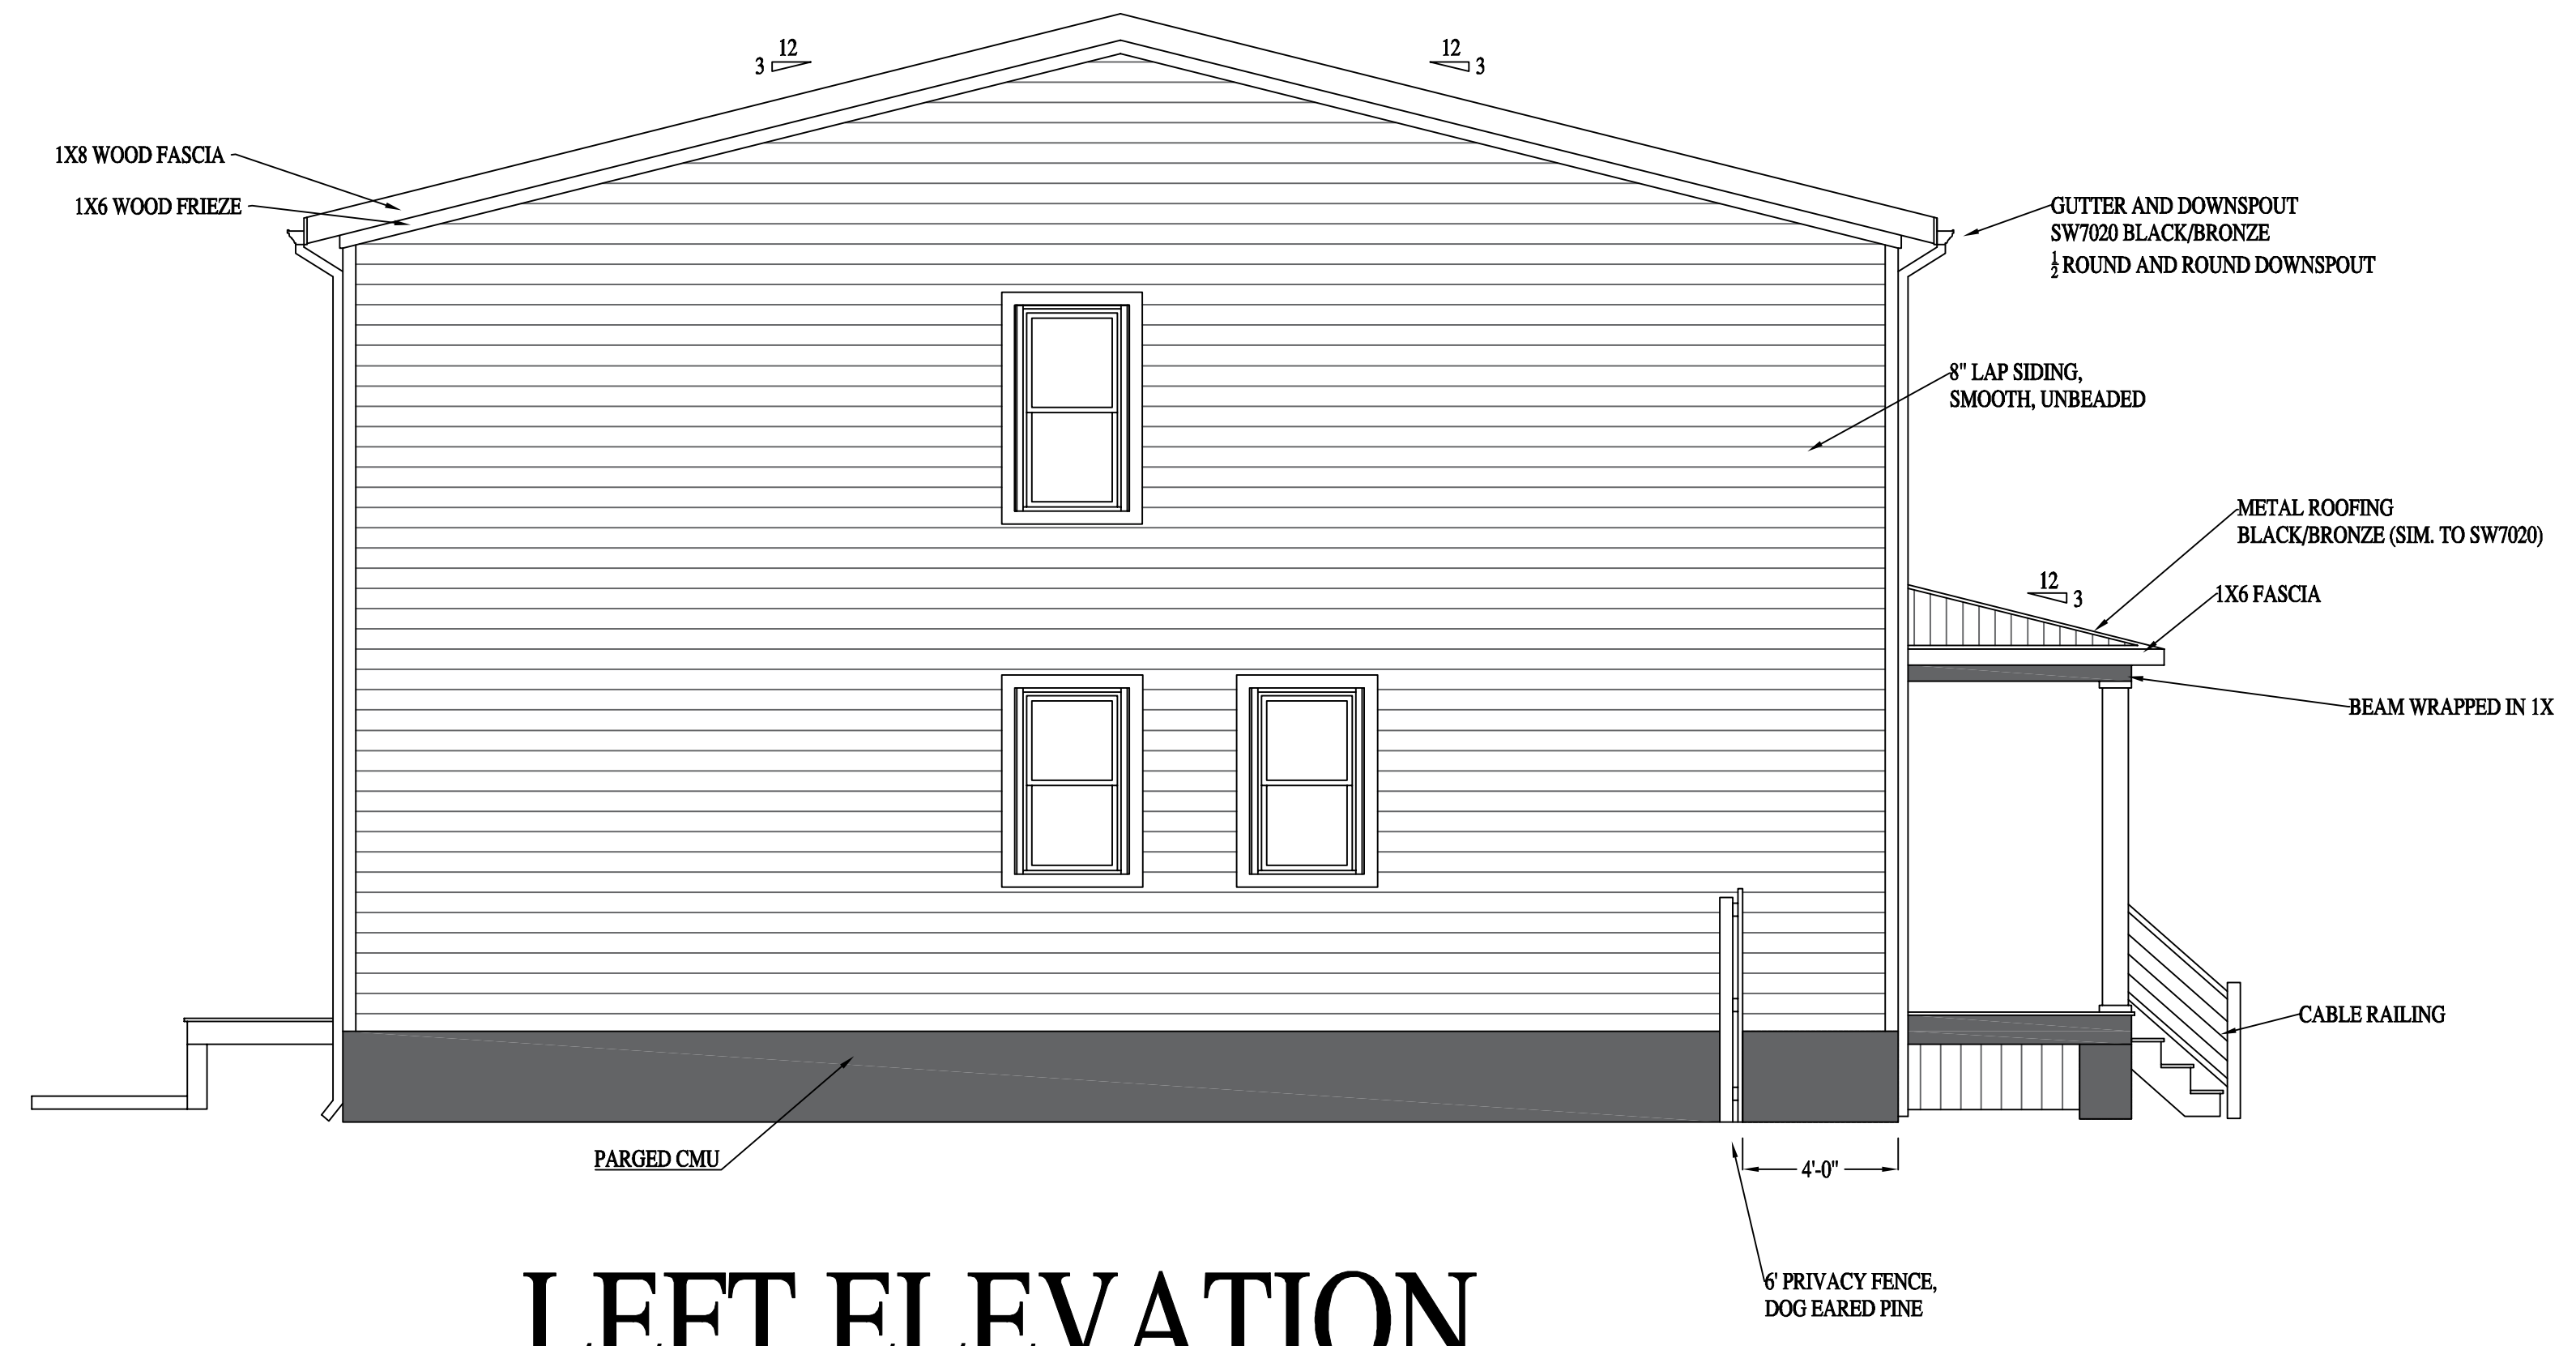 12
3
12
3
1X8 WOOD FASCIA
1X6 WOOD FRIEZE
GUTTER AND DOWNSPOUT
SW7020 BLACK/BRONZE
½ ROUND AND ROUND DOWNSPOUT
8" LAP SIDING,
SMOOTH, UNBEADED
METAL ROOFING
BLACK/BRONZE (SIM. TO SW7020)
12
3
1X6 FASCIA
BEAM WRAPPED IN 1X
CABLE RAILING
PARGED CMU
4'-0"
6' PRIVACY FENCE,
DOG EARED PINE
LEFT ELEVATION